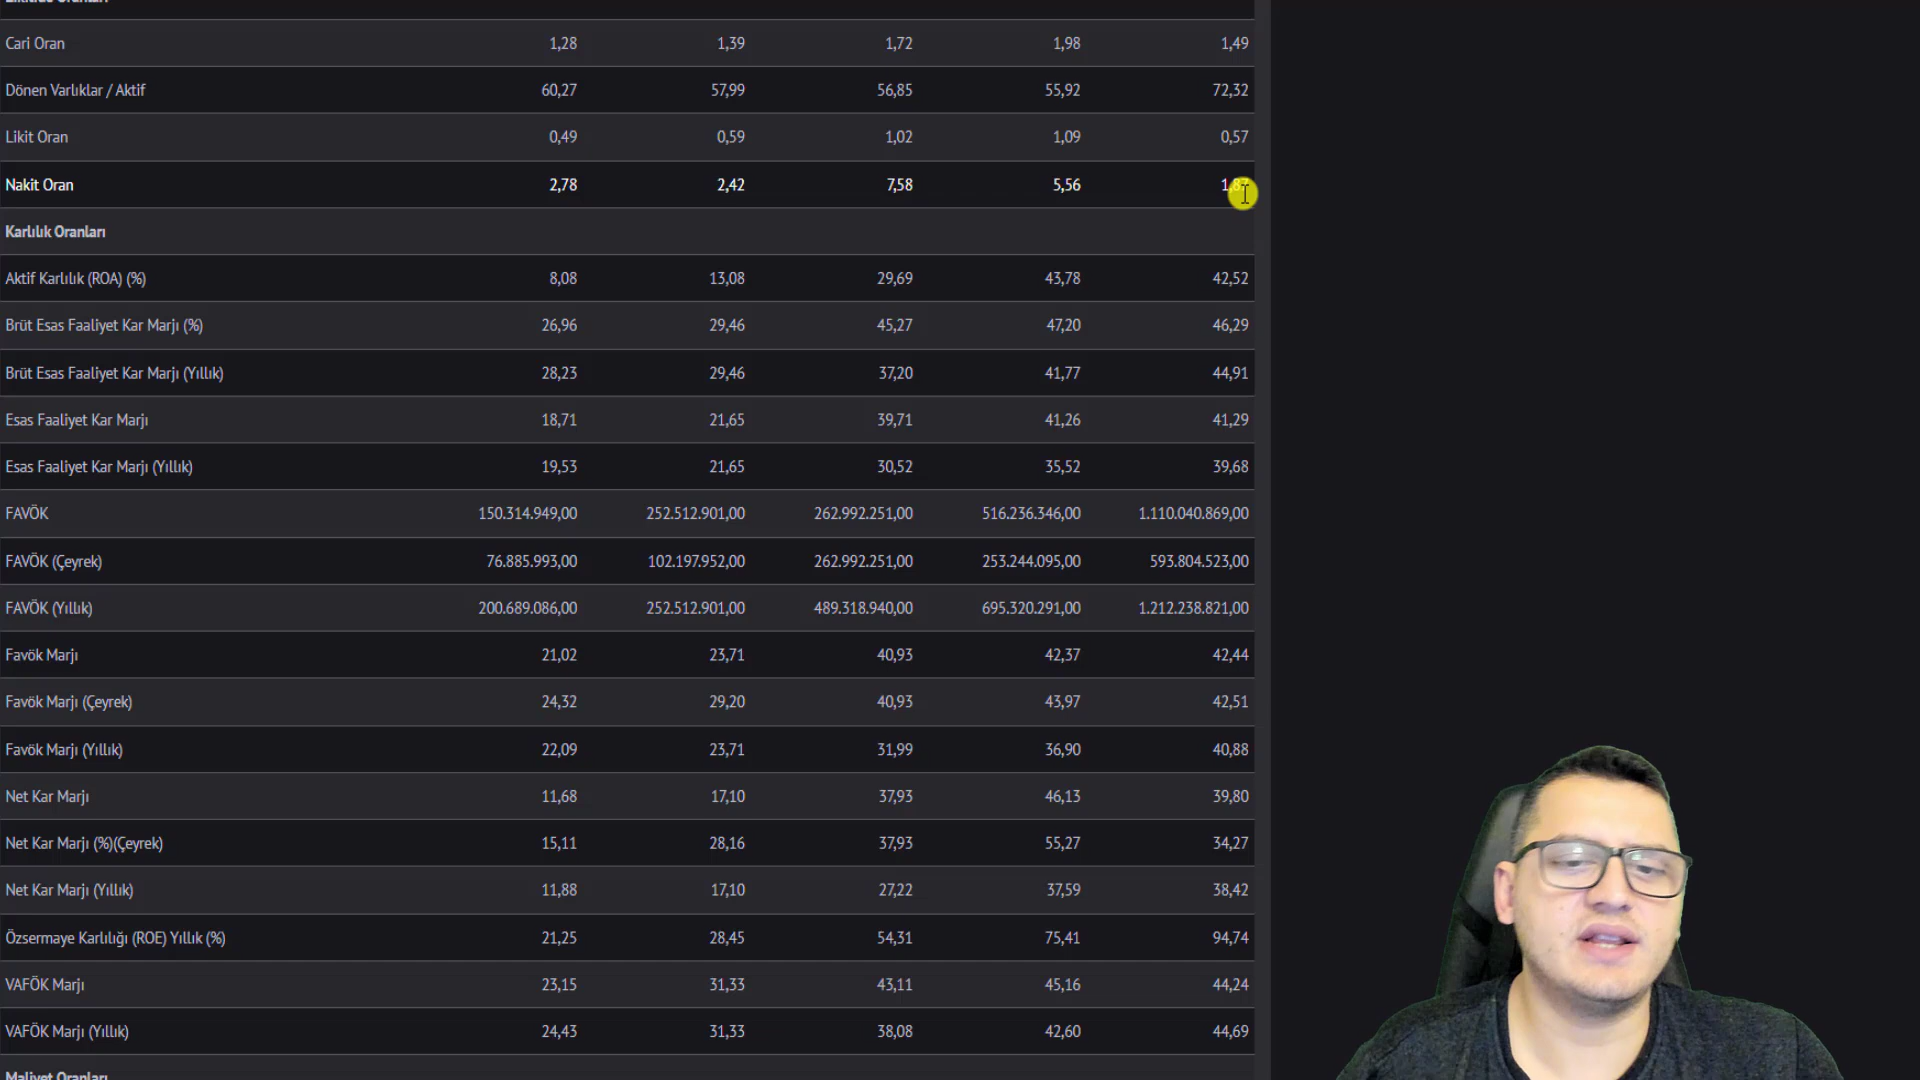 Cari Oran 1,28 1,39 1,72 1,98 1,49
Dönen Varlıklar / Aktif 60,27 57,99 56,85 55,92 72,32
Likit Oran 0,49 0,59 1,02 1,09 0,57
Nakit Oran 2,78 2,42 7,58 5,56
Karlılık Oranları
Aktif Karlılık (ROA) (%) 8,08 13,08 29,69 43,78 42,52
Brüt Esas Faaliyet Kar Marjı (%) 26,96 29,46 45,27 47,20 46,29
Brüt Esas Faaliyet Kar Marjı (Yıllık) 28,23 29,46 37,20 41,77 44,91
Esas Faaliyet Kar Marjı 18,71 21,65 39,71 41,26 41,29
Esas Faaliyet Kar Marjı (Yıllık) 19,53 21,65 30,52 35,52 39,68
FAVÖK 150.314.949,00 252.512.901,00 262.992.251,00 516.236.346,00 1.110.040.869,00
FAVÖK (Çeyrek) 76.885.993,00 102.197.952,00 262.992.251,00 253.244.095,00 593.804.523,00
FAVÖK (Yıllık) 200.689.086,00 252.512.901,00 489.318.940,00 695.320.291,00 1.212.238.821,00
Favök Marjı 21,02 23,71 40,93 42,37 42,44
Favök Marjı (Çeyrek) 24,32 29,20 40,93 43,97 42,51
Favök Marjı (Yıllık) 22,09 23,71 31,99 36,90 40,88
Net Kar Marjı 11,68 17,10 37,93 46,13 39,80
Net Kar Marjı (%)(Çeyrek) 15,11 28,16 37,93 55,27 34,27
Net Kar Marjı (Yıllık) 11,88 17,10 27,22 37,59 38,42
Özsermaye Karlılığı (ROE) Yıllık (%) 21,25 28,45 54,31 75,41 94,74
VAFÖK Marjı 23,15 31,33 43,11 45,16 44,24
VAFÖK Marjı (Yıllık) 24,43 31,33 38,08 42,60 44,69
Maliyet Oranları